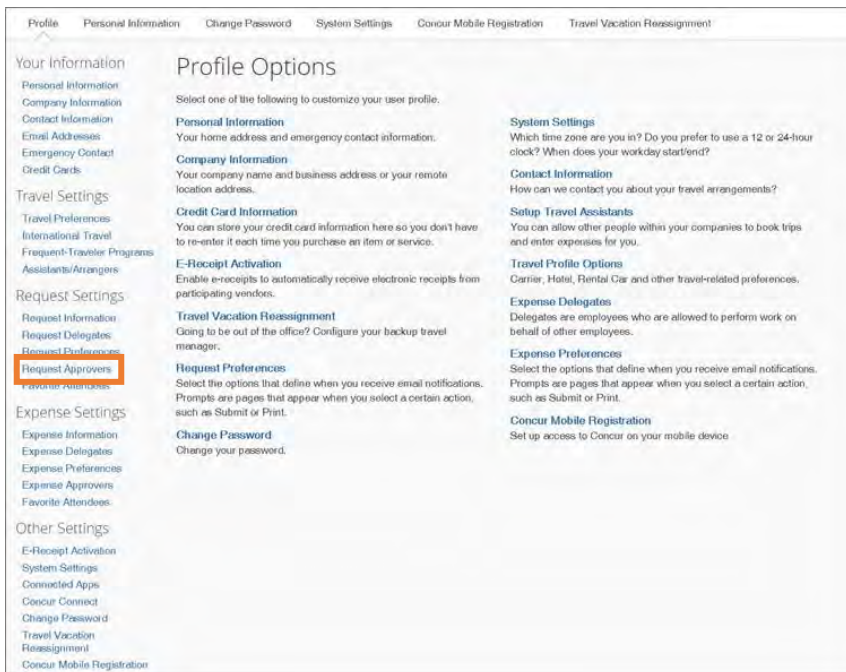 Profile Personal Information Change Password System Settings Concur Mobile Registration Travel Vacation Reassignment
Your Information
Personal Information
Company Information
Contact Information
Email Addresses
Emergency Contact
Credit Cards
Travel Settings
Travel Preferences
International Travel
Frequent-Traveler Programs
Assistants/Arrangers
Request Settings
Request Information
Request Delegates
Request Preferences
Request Approvers
Favorite Attendees
Expense Settings
Expense Information
Expense Delegates
Expense Preferences
Expense Approvers
Favorite Attendees
Other Settings
E-Receipt Activation
System Settings
Connected Apps
Concur Connect
Change Password
Travel Vacation
Reassignment
Concur Mobile Registration
Profile Options
Select one of the following to customize your user profile.
Personal Information
Your home address and emergency contact information.
Company Information
Your company name and business address or your remote
location address.
Credit Card Information
You can store your credit card information here so you don't have
to re-enter it each time you purchase an item or service.
E-Receipt Activation
Enable e-receipts to automatically receive electronic receipts from
participating vendors.
Travel Vacation Reassignment
Going to be out of the office? Configure your backup travel
manager.
Request Preferences
Select the options that define when you receive email notifications.
Prompts are pages that appear when you select a certain action,
such as Submit or Print.
Change Password
Change your password.
System Settings
Which time zone are you in? Do you prefer to use a 12 or 24-hour
clock? When does your workday start/end?
Contact Information
How can we contact you about your travel arrangements?
Setup Travel Assistants
You can allow other people within your companies to book trips
and enter expenses for you.
Travel Profile Options
Carrier, Hotel, Rental Car and other travel-related preferences.
Expense Delegates
Delegates are employees who are allowed to perform work on
behalf of other employees.
Expense Preferences
Select the options that define when you receive email notifications.
Prompts are pages that appear when you select a certain action,
such as Submit or Print.
Concur Mobile Registration
Set up access to Concur on your mobile device